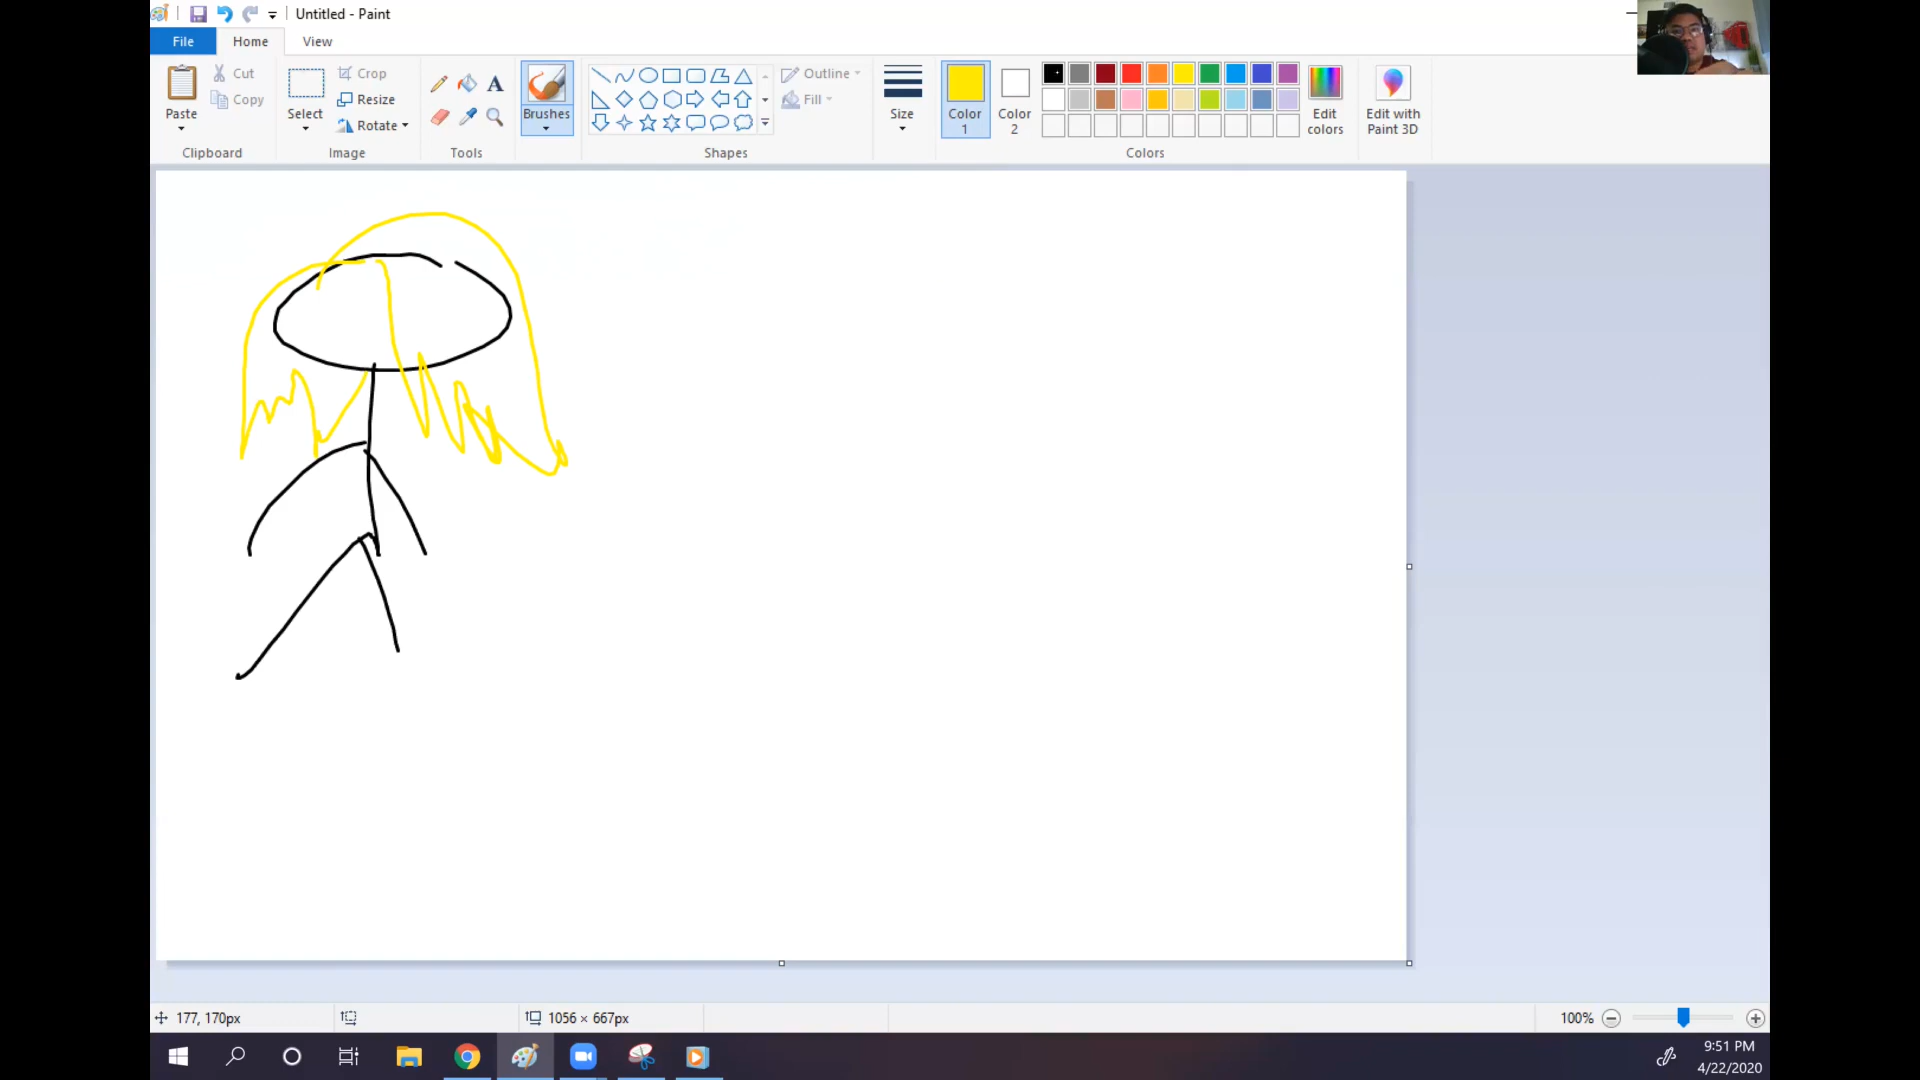 Untitled - Paint
File Home View
Paste
Cut
Copy
Clipboard
Select
Crop
Resize
Rotate
Image
A
Tools
Brushes
Shapes
Outline
Fill
Size
Color 1
Color 2
Colors
Edit colors
Edit with Paint 3D
177, 170px
1056 × 667px
100%
9:51 PM
4/22/2020